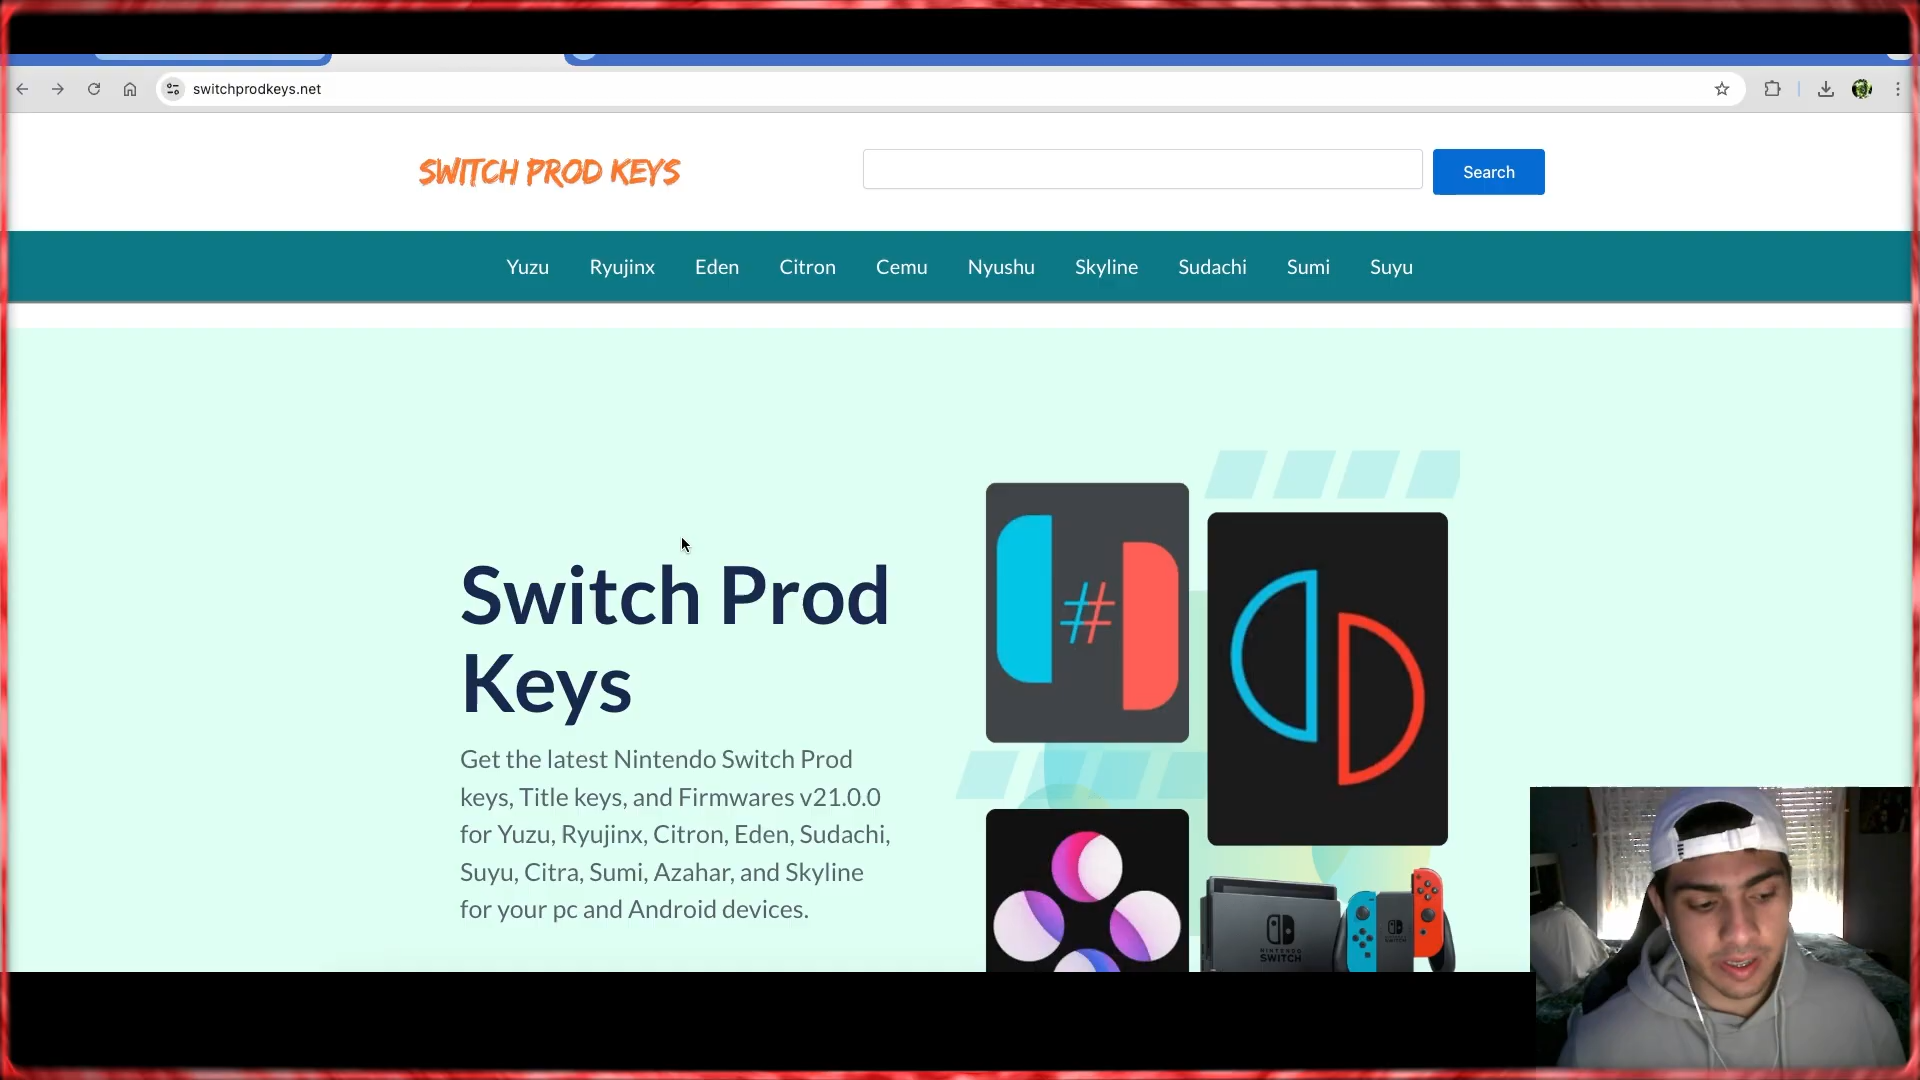 switchprodkeys.net
SWITCH PROD KEYS
Search
Yuzu Ryujinx Eden Citron Cemu Nyushu Skyline Sudachi Sumi Suyu
Switch Prod
Keys
Get the latest Nintendo Switch Prod
keys, Title keys, and Firmwares v21.0.0
for Yuzu, Ryujinx, Citron, Eden, Sudachi,
Suyu, Citra, Sumi, Azahar, and Skyline
for your pc and Android devices.
#
NINTENDO
SWITCH